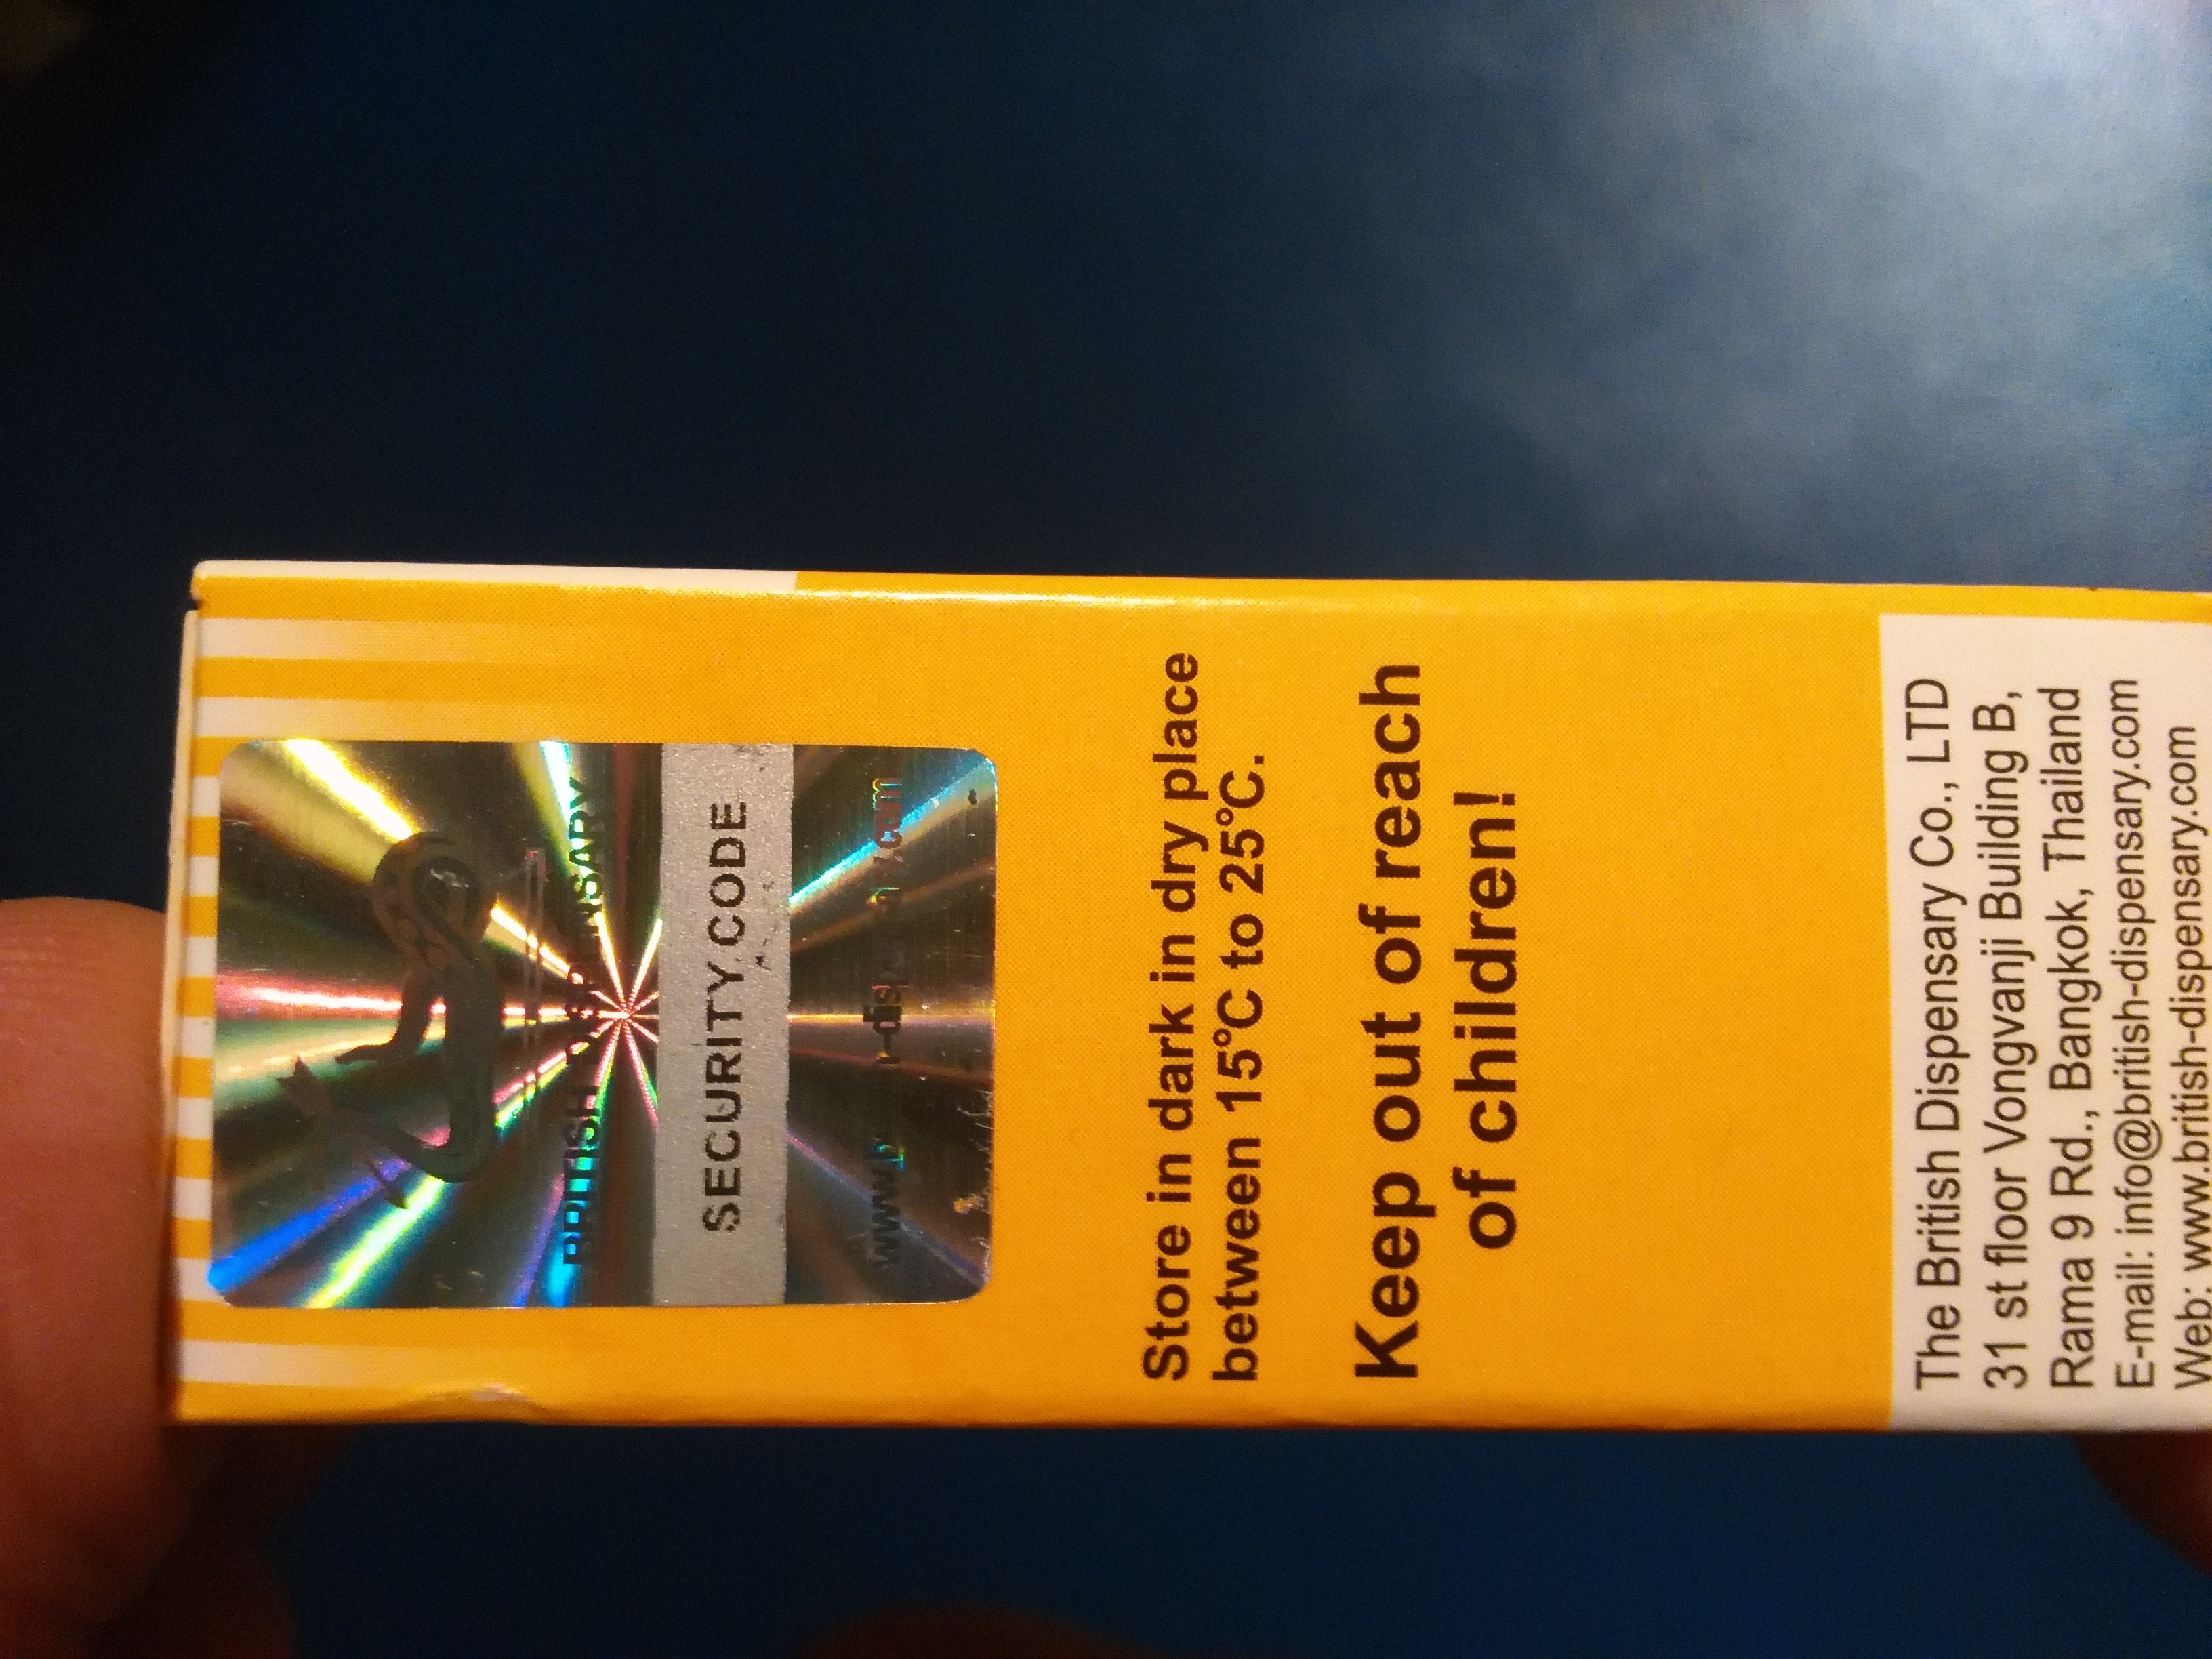 BRITISH DISPENSARY
SECURITY CODE
Store in dark in dry place
between 15°C to 25°C.
Keep out of reach
of children!
The British Dispensary Co., LTD
31 st floor Vongvanji Building B,
Rama 9 Rd., Bangkok, Thailand
E-mail: info@british-dispensary.com
Web: www.british-dispensary.com